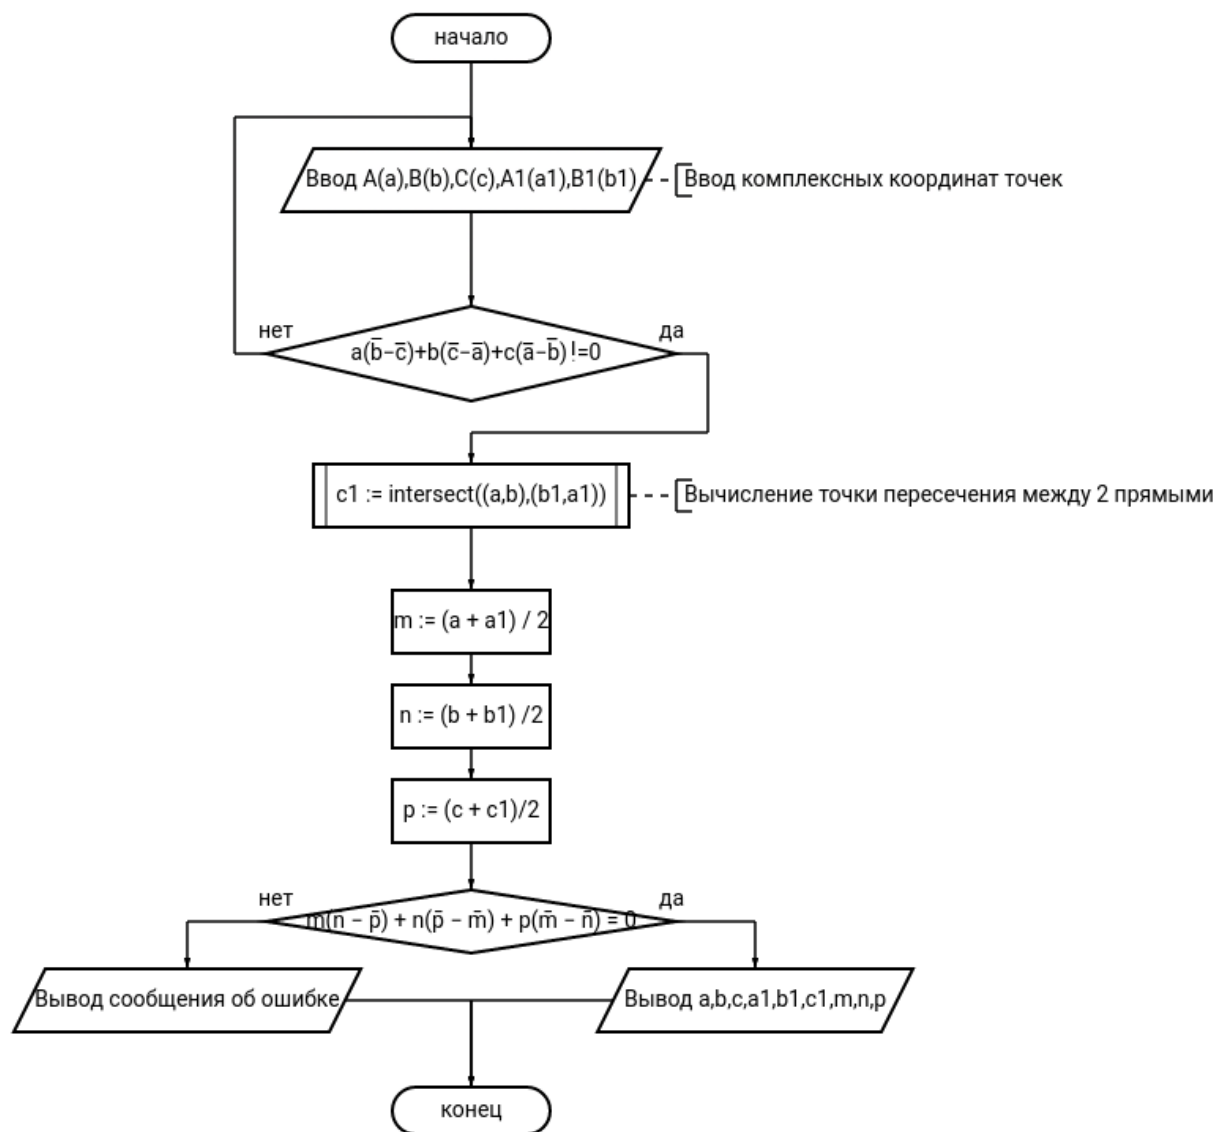 начало
Ввод A(a),B(b),C(c),A1(a1),B1(b1)
Ввод комплексных координат точек
нет
да
a(b̄−c̄)+b(c̄−ā)+c(ā−b̄)!=0
c1 := intersect((a,b),(b1,a1))
Вычисление точки пересечения между 2 прямыми
m := (a + a1) / 2
n := (b + b1) /2
p := (c + c1)/2
нет
да
m(n̄ − p̄) + n(p̄ − m̄) + p(m̄ − n̄) = 0
Вывод сообщения об ошибке
Вывод a,b,c,a1,b1,c1,m,n,p
конец